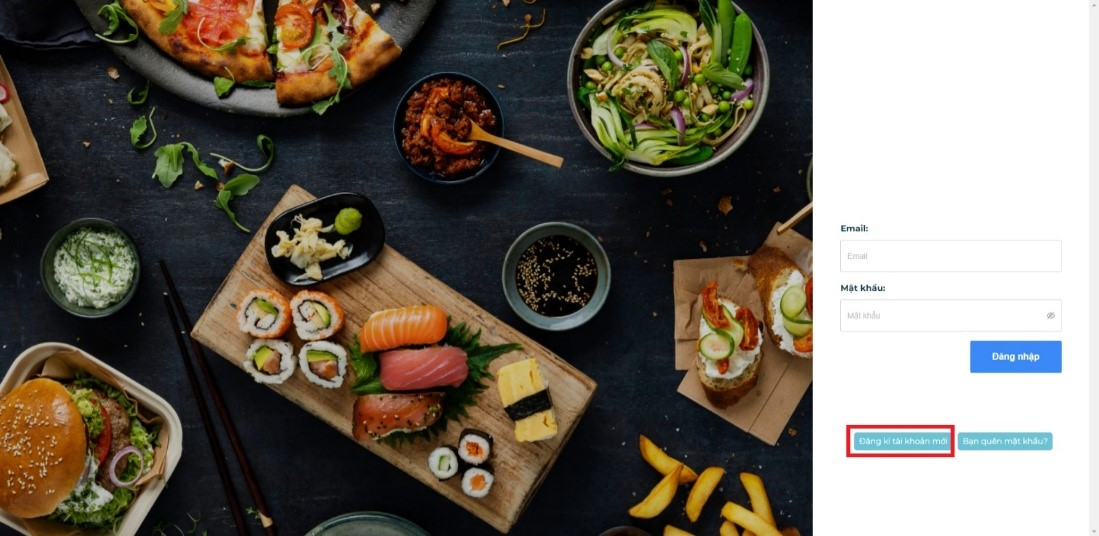 Email:
Email
Mật khẩu:
Mật khẩu
Đăng nhập
Đăng kí tài khoản mới
Bạn quên mật khẩu?